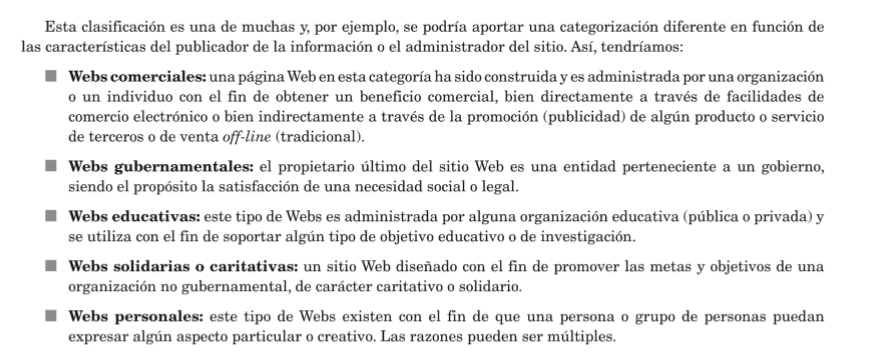 Esta clasificación es una de muchas y, por ejemplo, se podría aportar una categorización diferente en función de
las características del publicador de la información o el administrador del sitio. Así, tendríamos:
■ Webs comerciales: una página Web en esta categoría ha sido construida y es administrada por una organización
o un individuo con el fin de obtener un beneficio comercial, bien directamente a través de facilidades de
comercio electrónico o bien indirectamente a través de la promoción (publicidad) de algún producto o servicio
de terceros o de venta off-line (tradicional).
■ Webs gubernamentales: el propietario último del sitio Web es una entidad perteneciente a un gobierno,
siendo el propósito la satisfacción de una necesidad social o legal.
■ Webs educativas: este tipo de Webs es administrada por alguna organización educativa (pública o privada) y
se utiliza con el fin de soportar algún tipo de objetivo educativo o de investigación.
■ Webs solidarias o caritativas: un sitio Web diseñado con el fin de promover las metas y objetivos de una
organización no gubernamental, de carácter caritativo o solidario.
■ Webs personales: este tipo de Webs existen con el fin de que una persona o grupo de personas puedan
expresar algún aspecto particular o creativo. Las razones pueden ser múltiples.